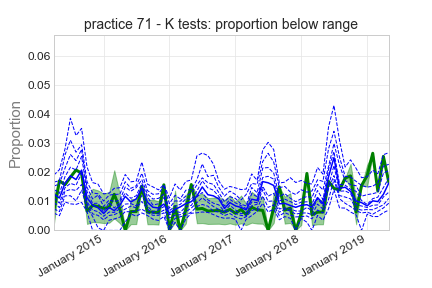 practice 71 - K tests: proportion below range
Proportion
0.06
0.05
0.04
0.03
0.02
0.01
0.00
January 2015
January 2016
January 2017
January 2018
January 2019